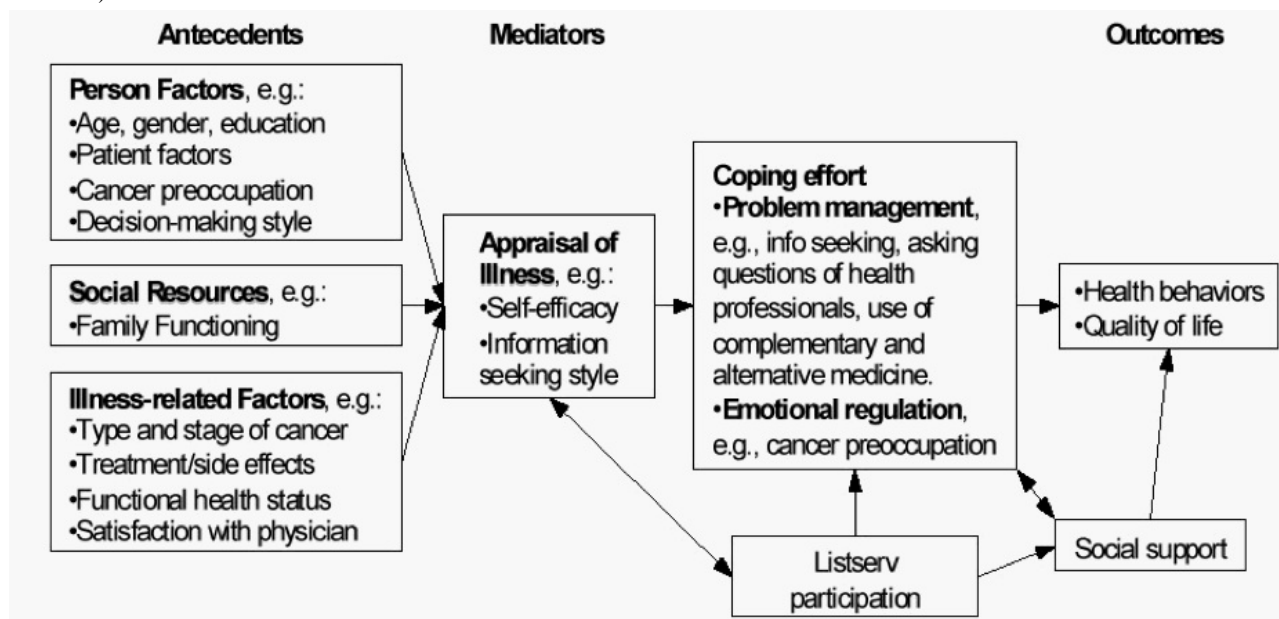 Antecedents
Mediators
Outcomes
Person Factors, e.g.:
•Age, gender, education
•Patient factors
•Cancer preoccupation
•Decision-making style
Social Resources, e.g.:
•Family Functioning
Illness-related Factors, e.g.:
•Type and stage of cancer
•Treatment/side effects
•Functional health status
•Satisfaction with physician
Appraisal of
Illness, e.g.:
•Self-efficacy
•Information
seeking style
Coping effort
•Problem management,
e.g., info seeking, asking
questions of health
professionals, use of
complementary and
alternative medicine.
•Emotional regulation,
e.g., cancer preoccupation
•Health behaviors
•Quality of life
Listserv
participation
Social support